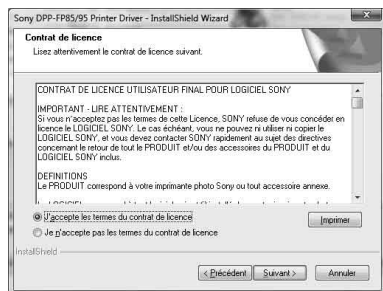 Sony DPP-FP85/95 Printer Driver - InstallShield Wizard
Contrat de licence
Lisez attentivement le contrat de licence suivant.
CONTRAT DE LICENCE UTILISATEUR FINAL POUR LOGICIEL SONY
IMPORTANT - LIRE ATTENTIVEMENT :
Si vous n'acceptez pas les termes de cette Licence, SONY refuse de vous concéder en
licence le LOGICIEL SONY. Le cas échéant, vous ne pouvez ni utiliser ni copier le
LOGICIEL SONY, et vous devez contacter SONY rapidement au sujet des directives
concernant le retour de tout le PRODUIT et/ou des accessoires du PRODUIT et du
LOGICIEL SONY inclus.
DEFINITIONS
Le PRODUIT correspond à votre imprimante photo Sony ou tout accessoire annexe.
J'accepte les termes du contrat de licence
Imprimer
Je n'accepte pas les termes du contrat de licence
InstallShield
< Précédent
Suivant >
Annuler